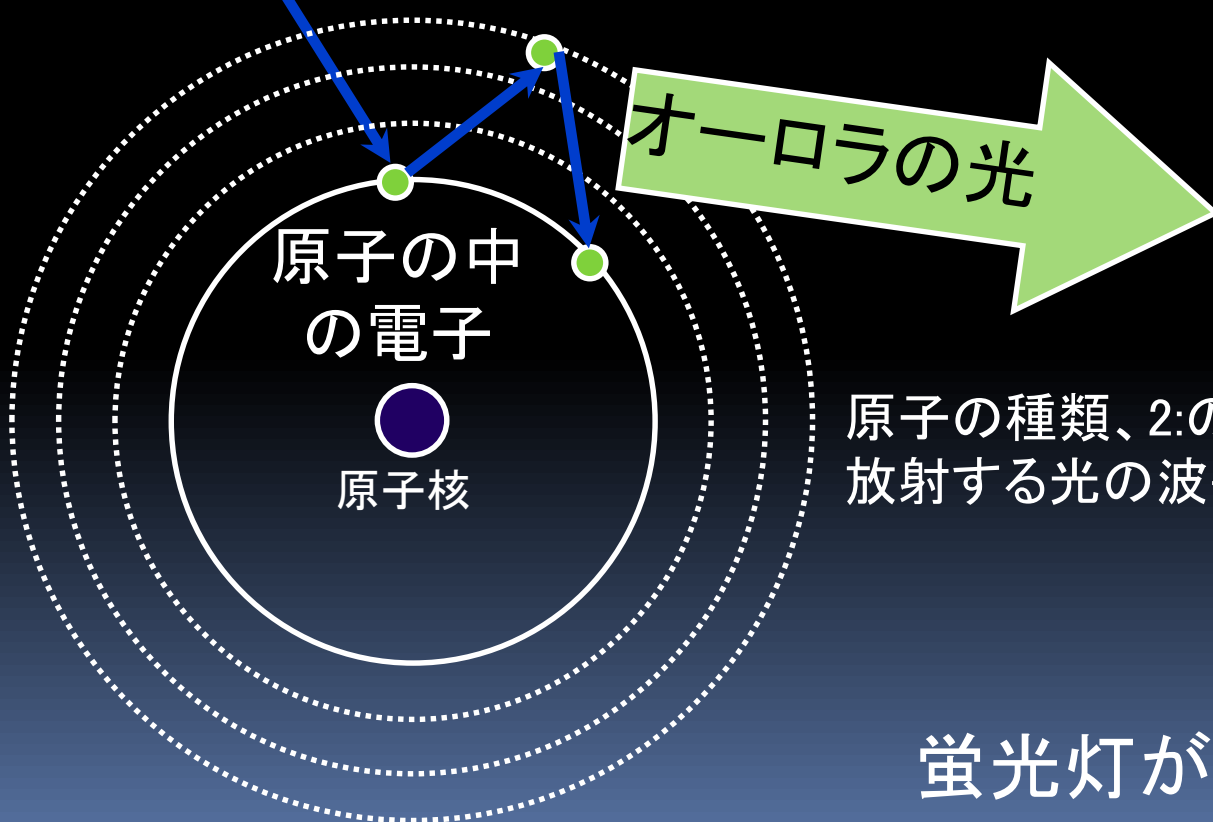 オーロラの光
原子の中
の電子
原子核
原子の種類、2:の
放射する光の波
蛍光灯が